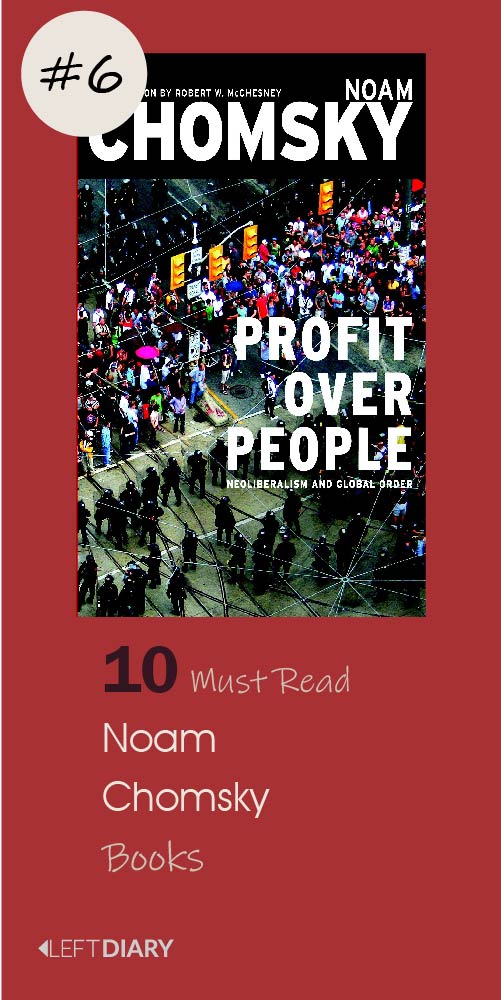 #6
ON BY ROBERT W. McCHESNEY
NOAM
CHOMSKY
PROFIT
OVER
PEOPLE
NEOLIBERALISM AND GLOBAL ORDER
10 Must Read
Noam
Chomsky
Books
LEFTDIARY